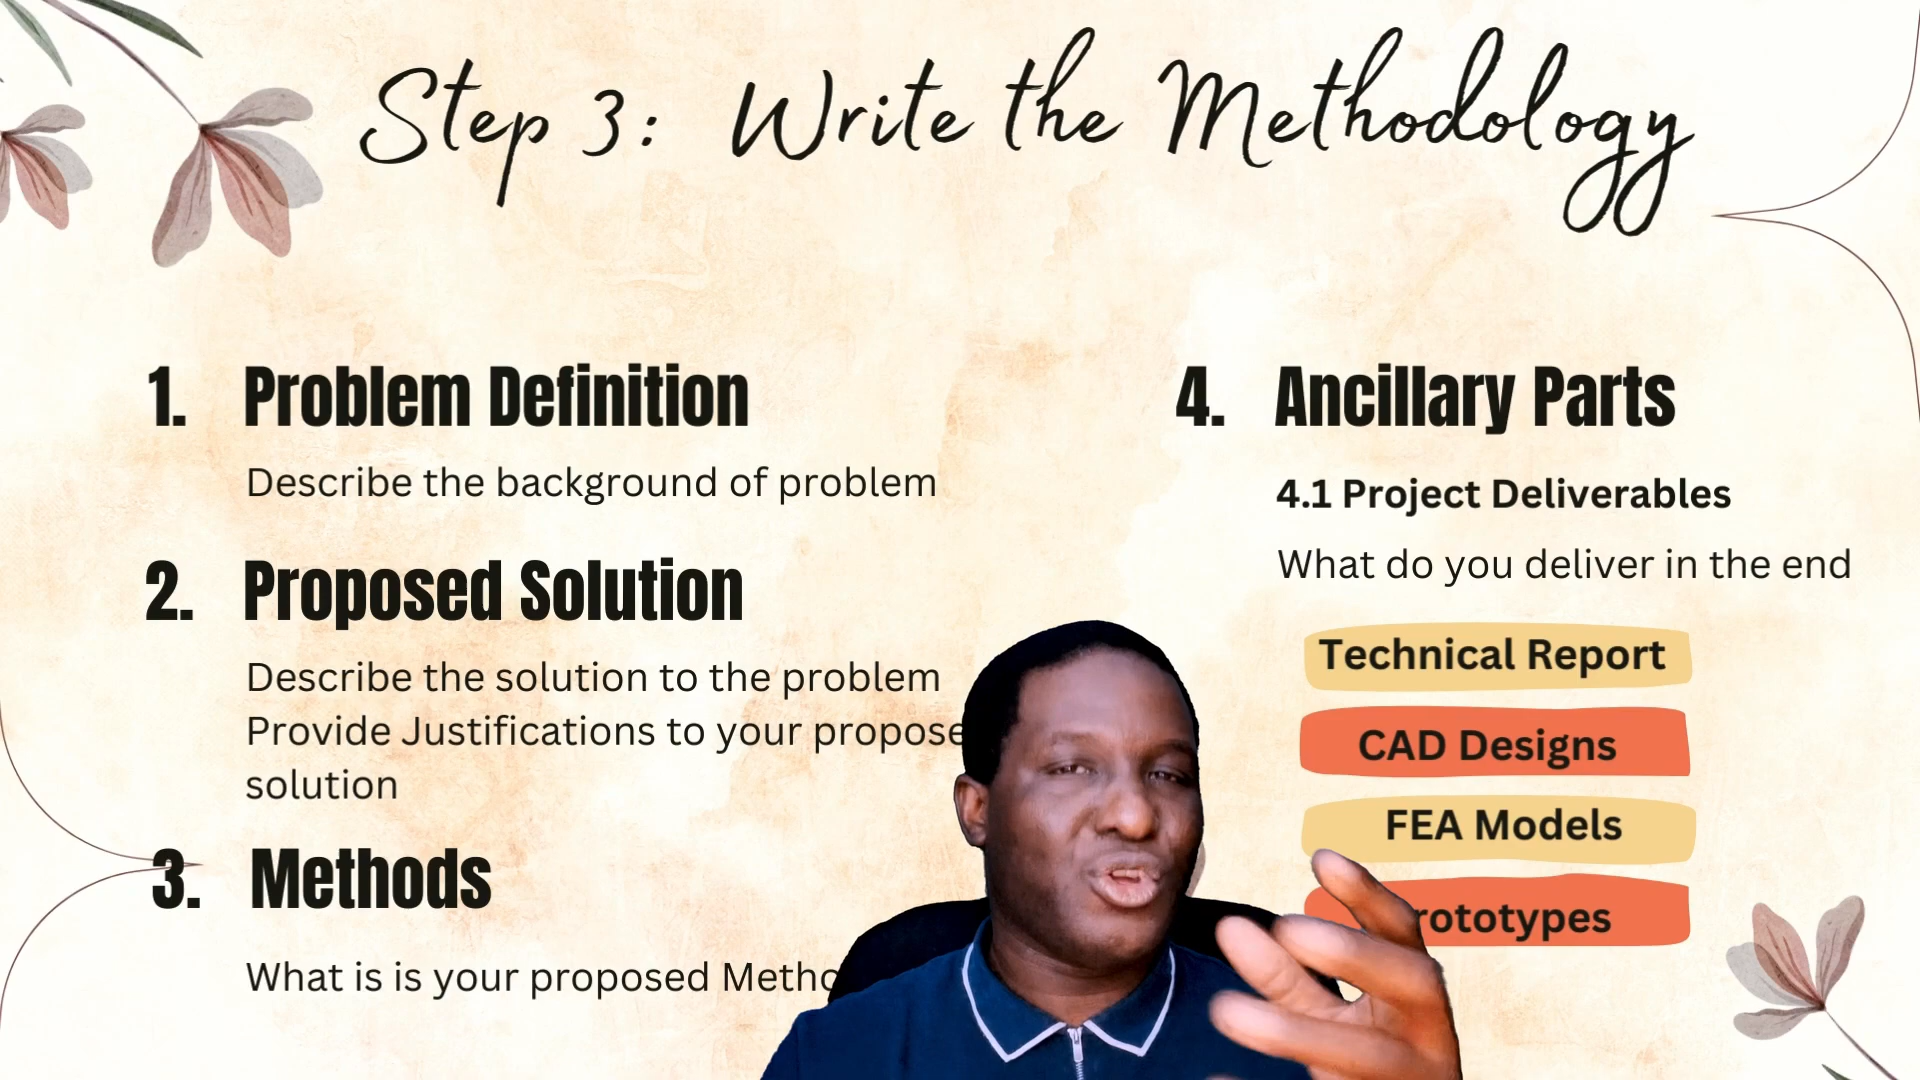 Step 3: Write the Methodology
1. Problem Definition
Describe the background of problem
2. Proposed Solution
Describe the solution to the problem
Provide Justifications to your propose
solution
3. Methods
What is is your proposed Metho
4. Ancillary Parts
4.1 Project Deliverables
What do you deliver in the end
Technical Report
CAD Designs
FEA Models
rototypes